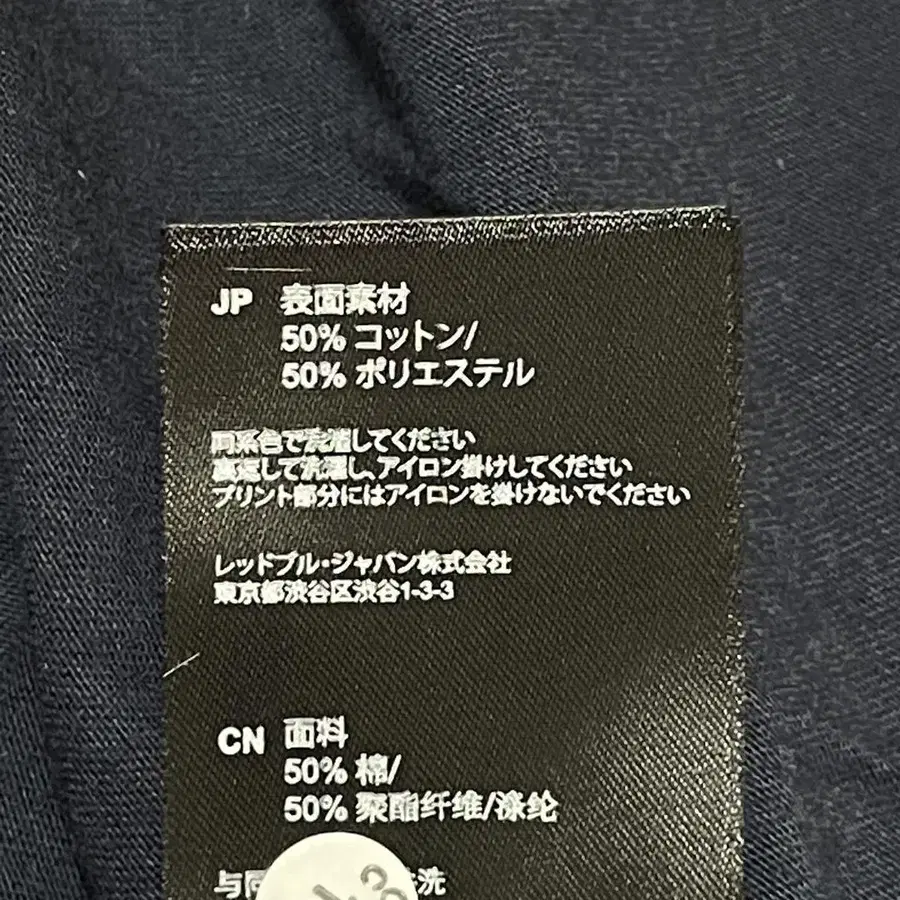 JP 表面素材
50% コットン/
50% ポリエステル
同系色で洗濯してください
裏返して洗濯し、アイロン掛けしてください
プリント部分にはアイロンを掛けないでください
レッドブル・ジャパン株式会社
東京都渋谷区渋谷1-3-3
CN 面料
50% 棉/
50% 聚酯纤维/涤纶
与同 洗